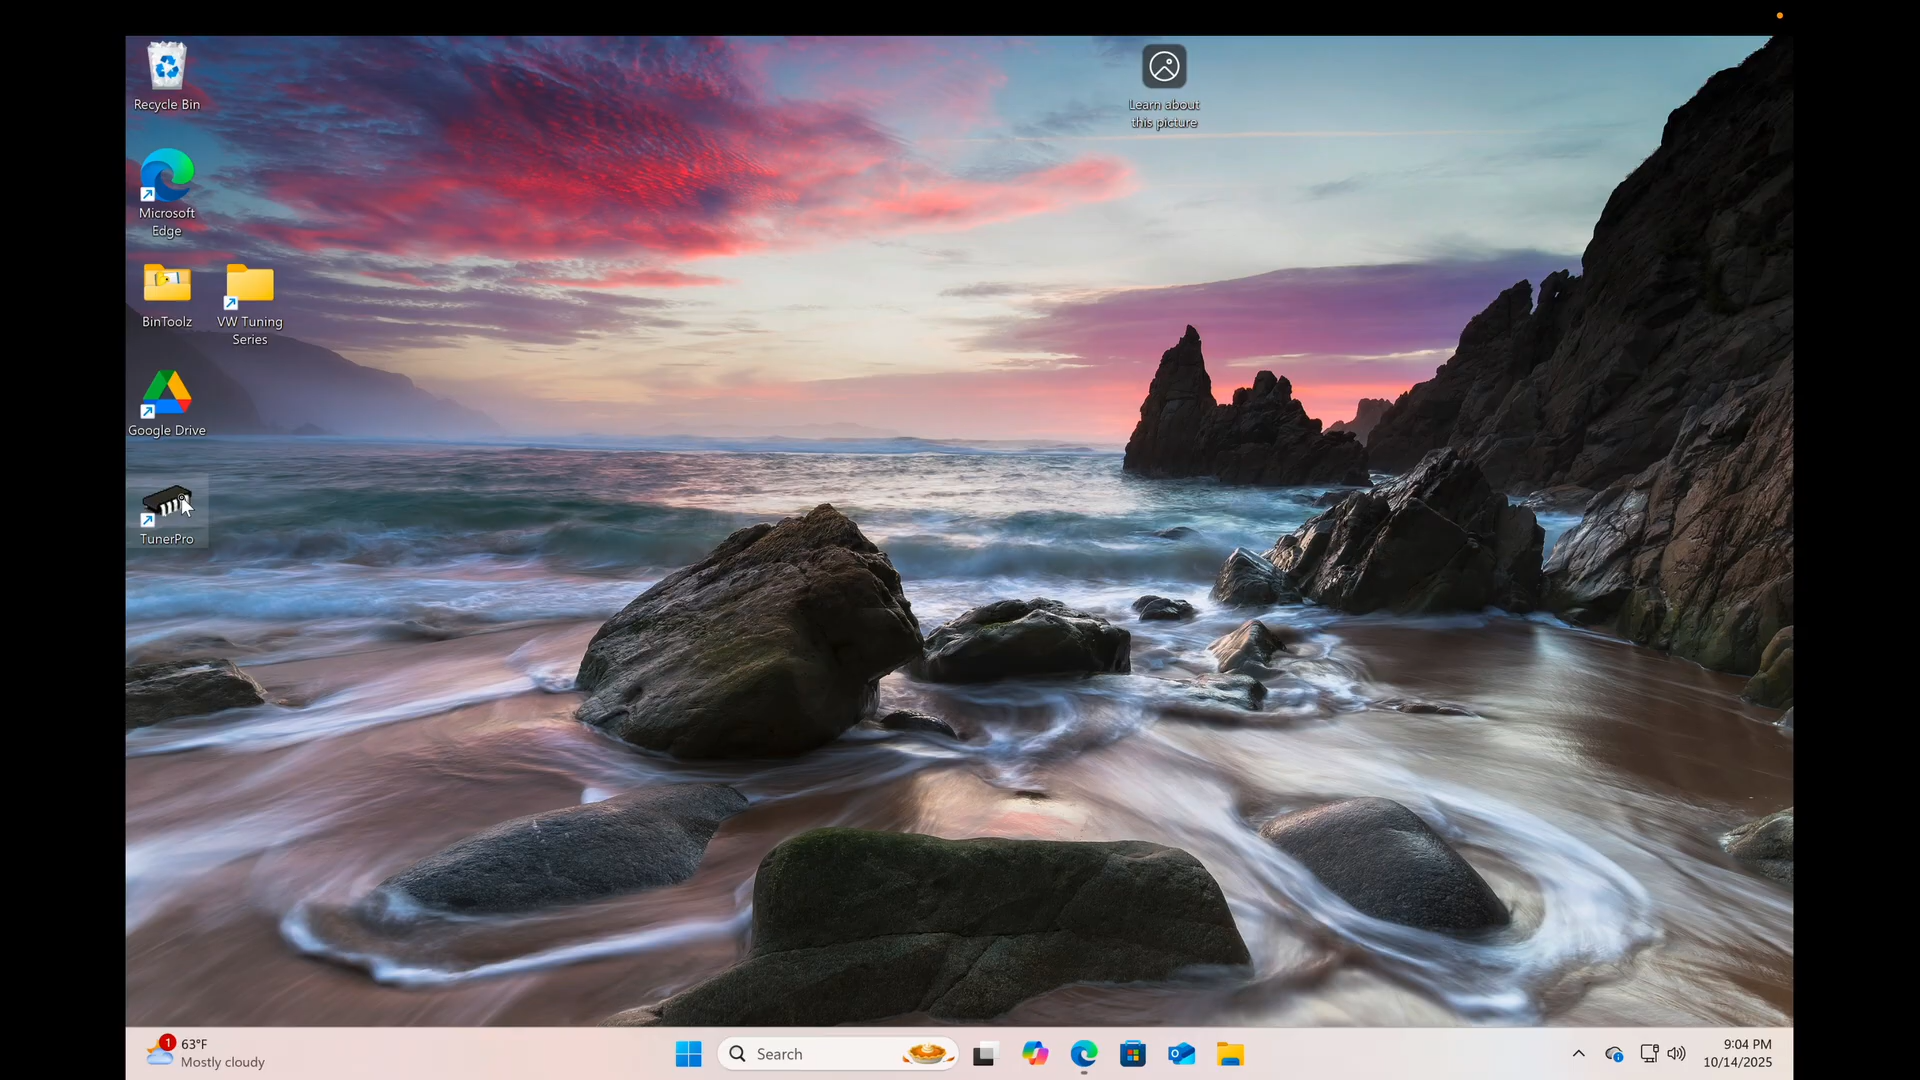 Recycle Bin
Learn about
this picture
Microsoft
Edge
BinToolz
VW Tuning
Series
Google Drive
TunerPro
1
63°F
Mostly cloudy
Search
9:04 PM
10/14/2025